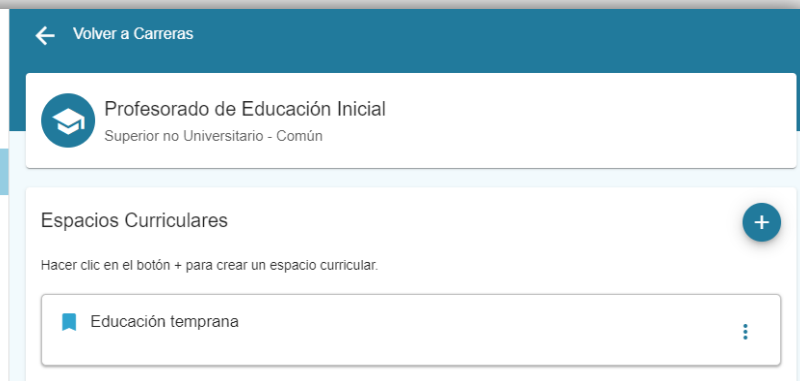 Volver a Carreras
Profesorado de Educación Inicial
Superior no Universitario - Común
Espacios Curriculares
+
Hacer clic en el botón + para crear un espacio curricular.
Educación temprana